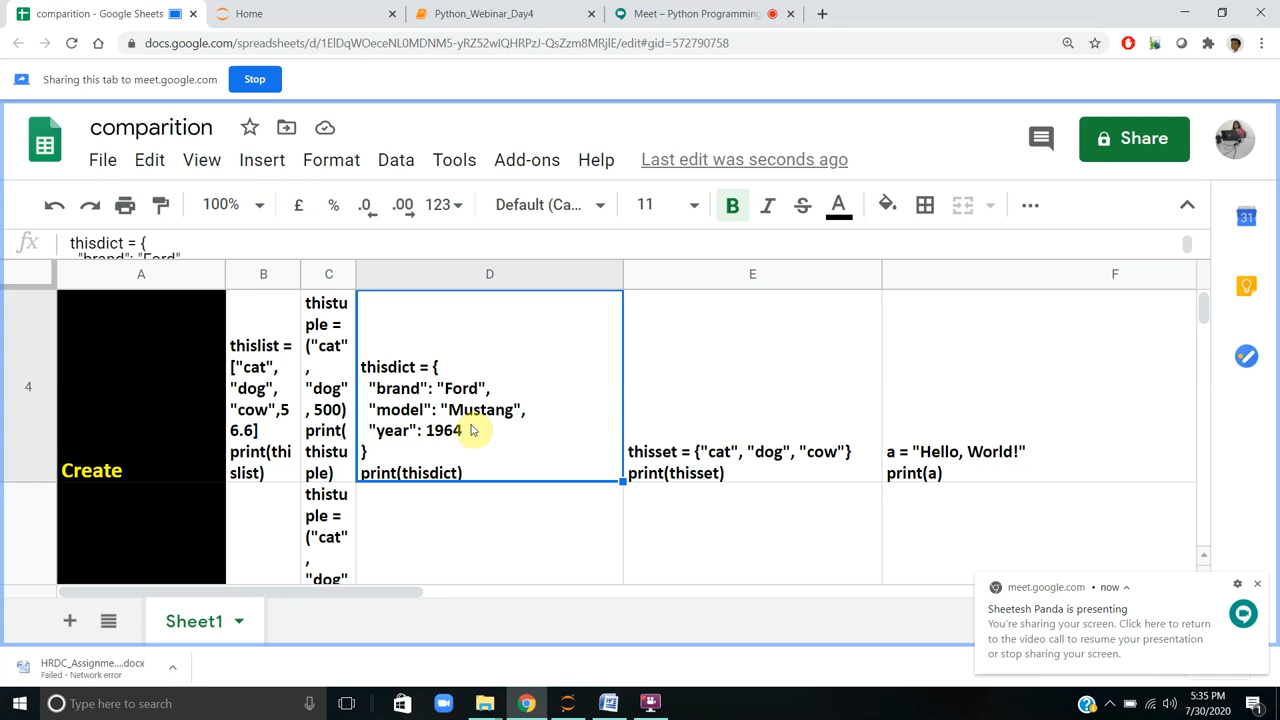 comparition - Google Sheets
Home
Python_Webinar_Day4
Meet – Python Programming
docs.google.com/spreadsheets/d/1ElDqWOeceNL0MDNM5-yRZ52wIQHRPzJ-QsZzm8MRjlE/edit#gid=572790758
Sharing this tab to meet.google.com
Stop
comparition
Share
File Edit View Insert Format Data Tools Add-ons Help Last edit was seconds ago
100% £ % .0 .00 123 Default (Ca... 11 B I S A
fx
thisdict = {
"brand": "Ford"
A B C D E F
4
Create
thislist =
["cat",
"dog",
"cow",5
6.6]
print(thi
slist)
thistu
ple =
("cat"
,
"dog"
, 500)
print(
thistu
ple)
thisdict = {
"brand": "Ford",
"model": "Mustang",
"year": 1964
}
print(thisdict)
thisset = {"cat", "dog", "cow"}
print(thisset)
a = "Hello, World!"
print(a)
thistu
ple =
("cat"
,
"dog"
Sheet1
31
meet.google.com • now
Sheetesh Panda is presenting
You're sharing your screen. Click here to return
to the video call to resume your presentation
or stop sharing your screen.
HRDC_Assignme....docx
Failed - Network error
Type here to search
5:35 PM
7/30/2020
1